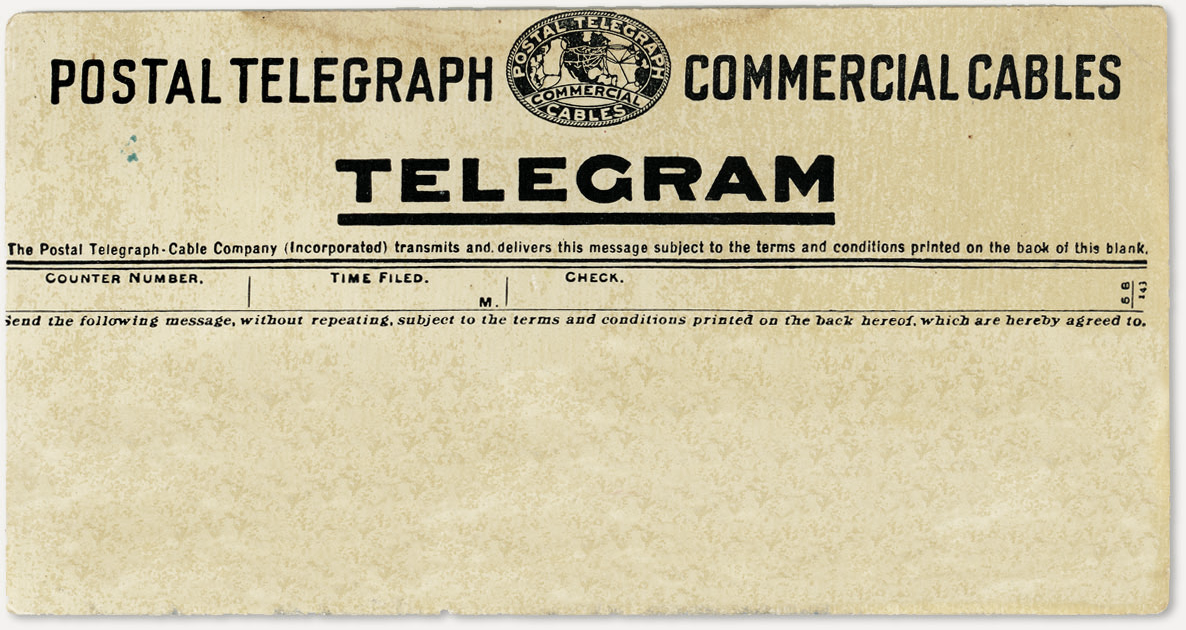 POSTAL TELEGRAPH POSTAL TELEGRAPH COMMERCIAL CABLES COMMERCIAL CABLES
TELEGRAM
The Postal Telegraph-Cable Company (Incorporated) transmits and delivers this message subject to the terms and conditions printed on the back of this blank.
COUNTER NUMBER. TIME FILED. M. CHECK.
5 B
143
Send the following message, without repeating, subject to the terms and conditions printed on the back hereof, which are hereby agreed to.